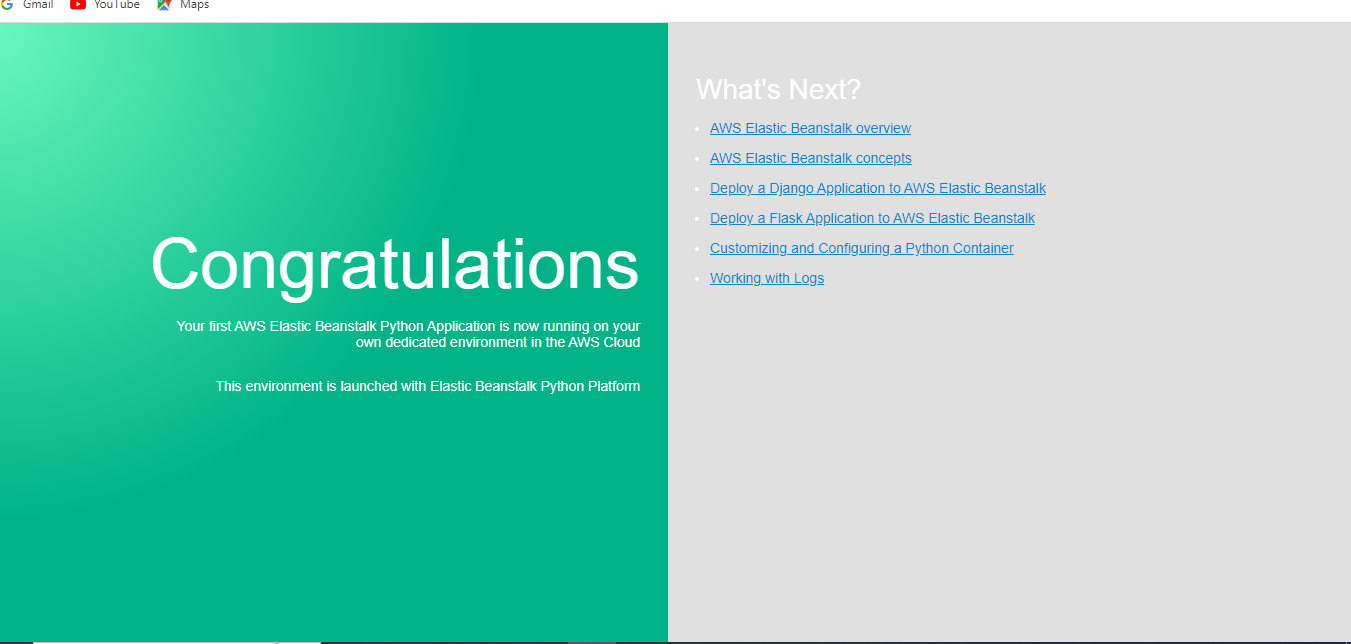 Gmail YouTube Maps
Congratulations
Your first AWS Elastic Beanstalk Python Application is now running on your
own dedicated environment in the AWS Cloud
This environment is launched with Elastic Beanstalk Python Platform
What's Next?
AWS Elastic Beanstalk overview
AWS Elastic Beanstalk concepts
Deploy a Django Application to AWS Elastic Beanstalk
Deploy a Flask Application to AWS Elastic Beanstalk
Customizing and Configuring a Python Container
Working with Logs